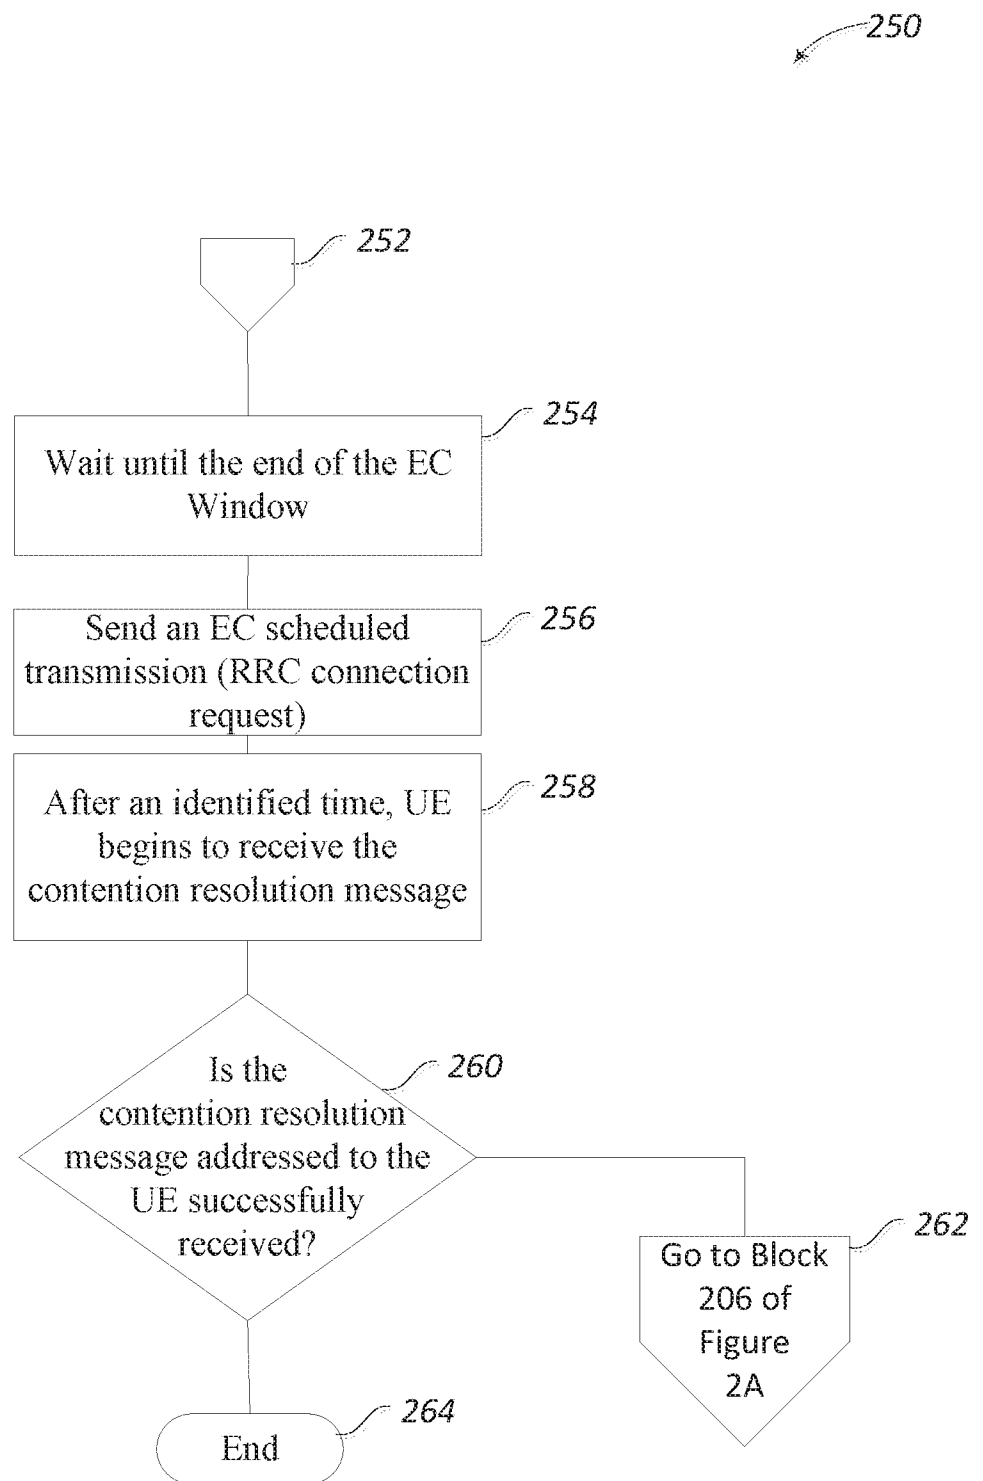 250
252
254
Wait until the end of the EC
Window
256
Send an EC scheduled
transmission (RRC connection
request)
258
After an identified time, UE
begins to receive the
contention resolution message
260
Is the
contention resolution
message addressed to the
UE successfully
received?
262
Go to Block
206 of
Figure
2A
264
End